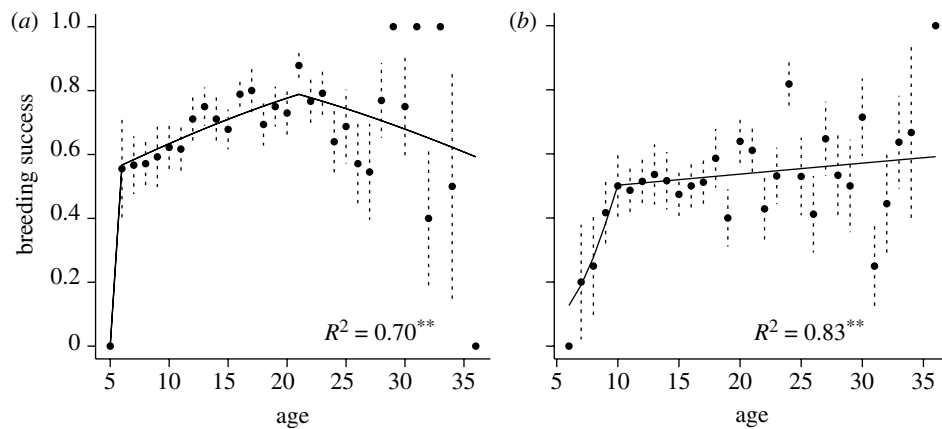 (a)
(b)
breeding success
1.0
0.8
0.6
0.4
0.2
0
R² = 0.70**
R² = 0.83**
5 10 15 20 25 30 35
5 10 15 20 25 30 35
age
age